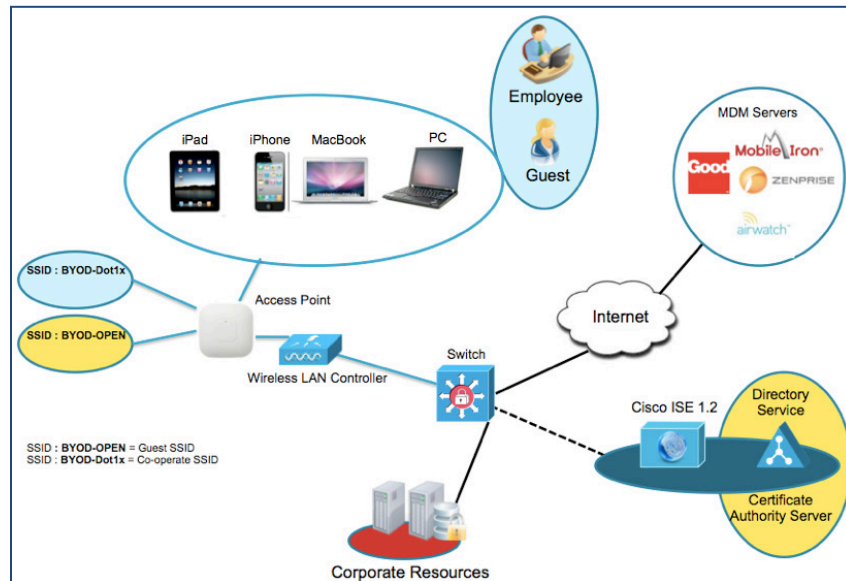 Employee
Guest
iPad
iPhone
MacBook
PC
MDM Servers
MobileIron
Good
ZENPRISE
airwatch
SSID : BYOD-Dot1x
SSID : BYOD-OPEN
Access Point
Wireless LAN Controller
Switch
Internet
Cisco ISE 1.2
Directory
Service
Certificate
Authority Server
SSID : BYOD-OPEN = Guest SSID
SSID : BYOD-Dot1x = Co-operate SSID
Corporate Resources